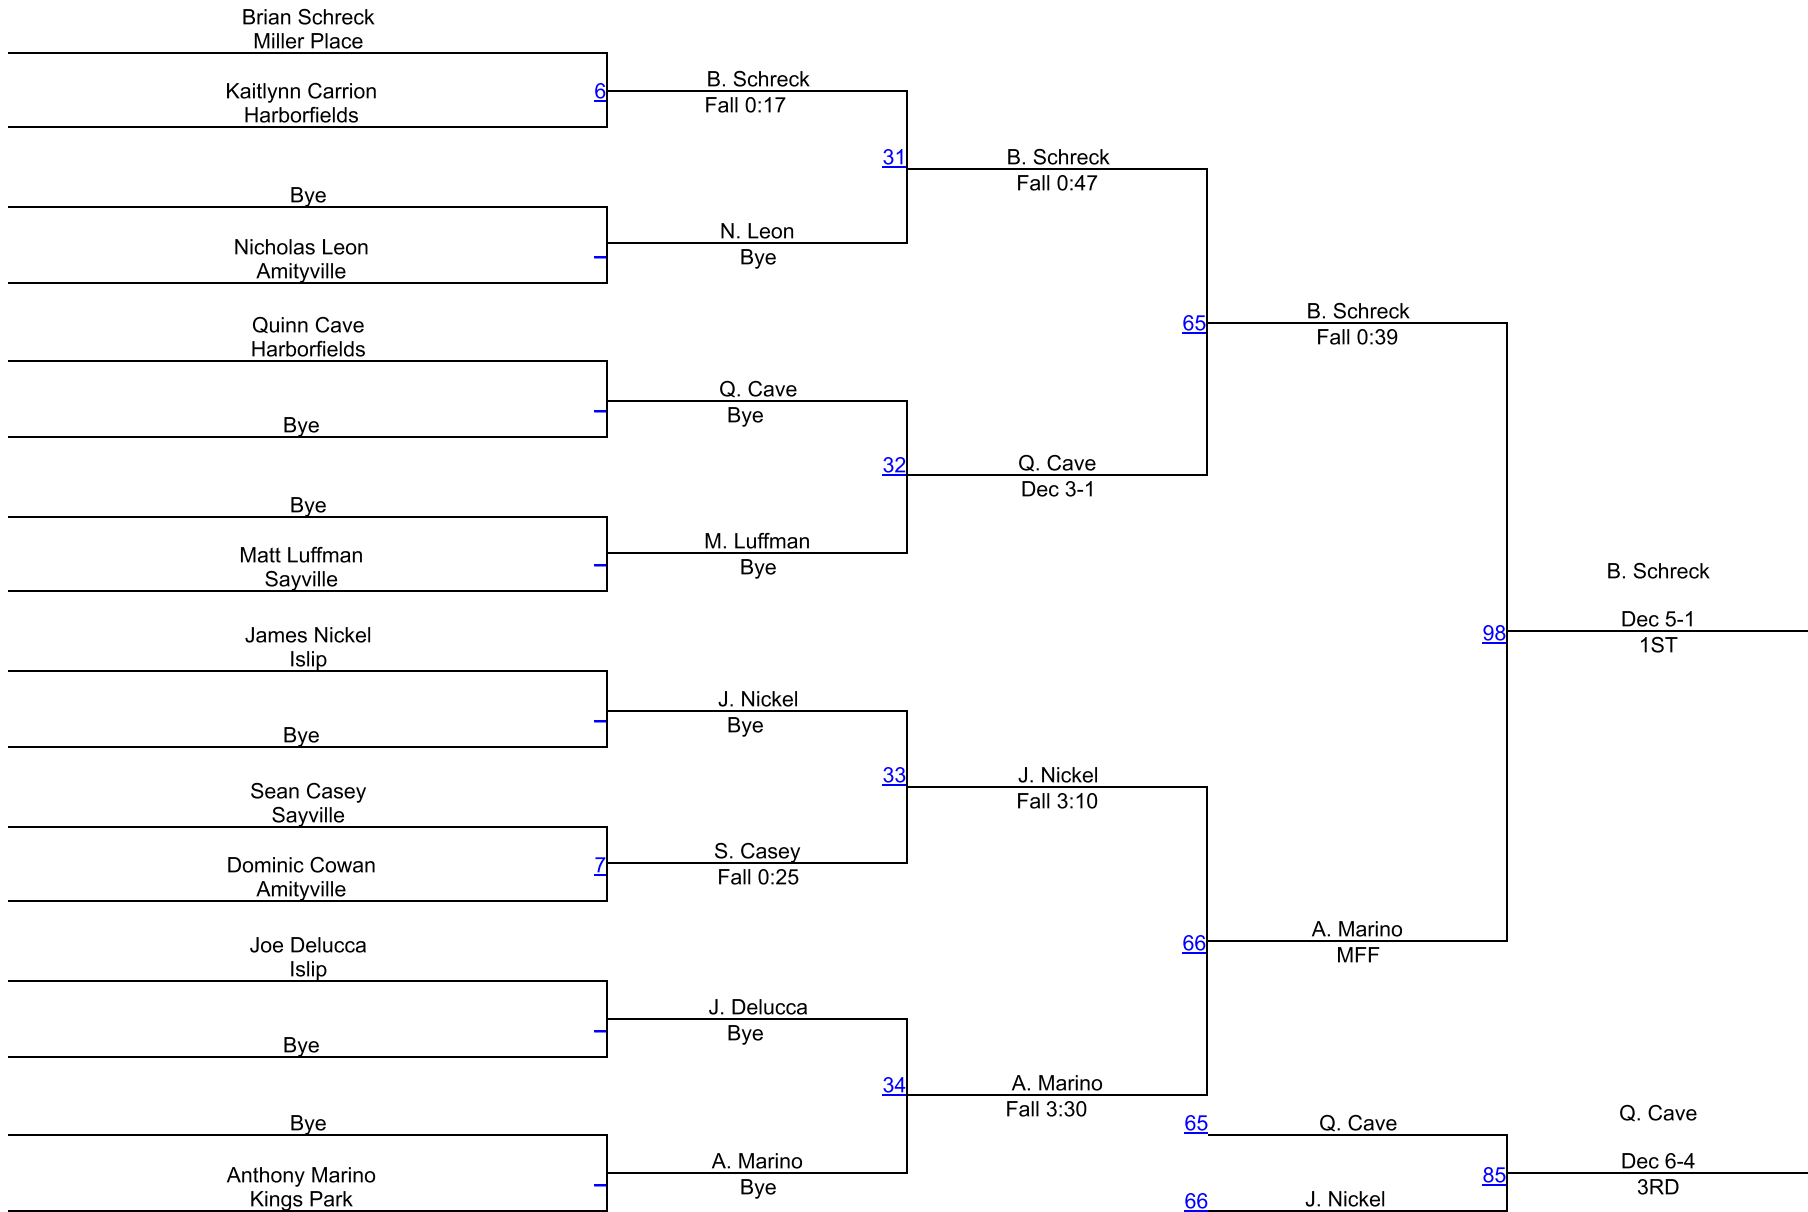 Brian Schreck
Miller Place
Kaitlynn Carrion
Harborfields
6
B. Schreck
Fall 0:17
Bye
Nicholas Leon
Amityville
N. Leon
Bye
31
B. Schreck
Fall 0:47
Quinn Cave
Harborfields
Bye
Q. Cave
Bye
Bye
Matt Luffman
Sayville
M. Luffman
Bye
32
Q. Cave
Dec 3-1
65
B. Schreck
Fall 0:39
James Nickel
Islip
Bye
J. Nickel
Bye
Sean Casey
Sayville
Dominic Cowan
Amityville
7
S. Casey
Fall 0:25
33
J. Nickel
Fall 3:10
Joe Delucca
Islip
Bye
J. Delucca
Bye
Bye
Anthony Marino
Kings Park
A. Marino
Bye
34
A. Marino
Fall 3:30
66
A. Marino
MFF
98
B. Schreck
Dec 5-1
1ST
65
Q. Cave
66
J. Nickel
85
Q. Cave
Dec 6-4
3RD